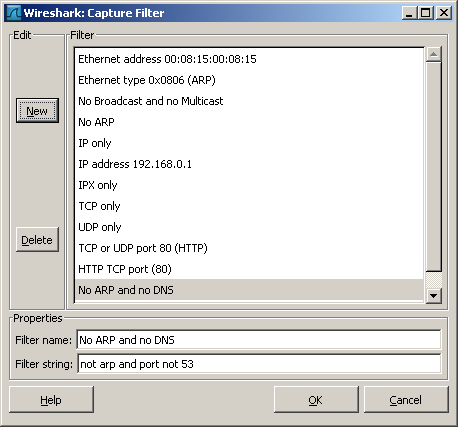 Wireshark: Capture Filter
Edit
Filter
Ethernet address 00:08:15:00:08:15
Ethernet type 0x0806 (ARP)
No Broadcast and no Multicast
New
No ARP
IP only
IP address 192.168.0.1
IPX only
TCP only
UDP only
Delete
TCP or UDP port 80 (HTTP)
HTTP TCP port (80)
No ARP and no DNS
Properties
Filter name: No ARP and no DNS
Filter string: not arp and port not 53
Help
OK
Cancel